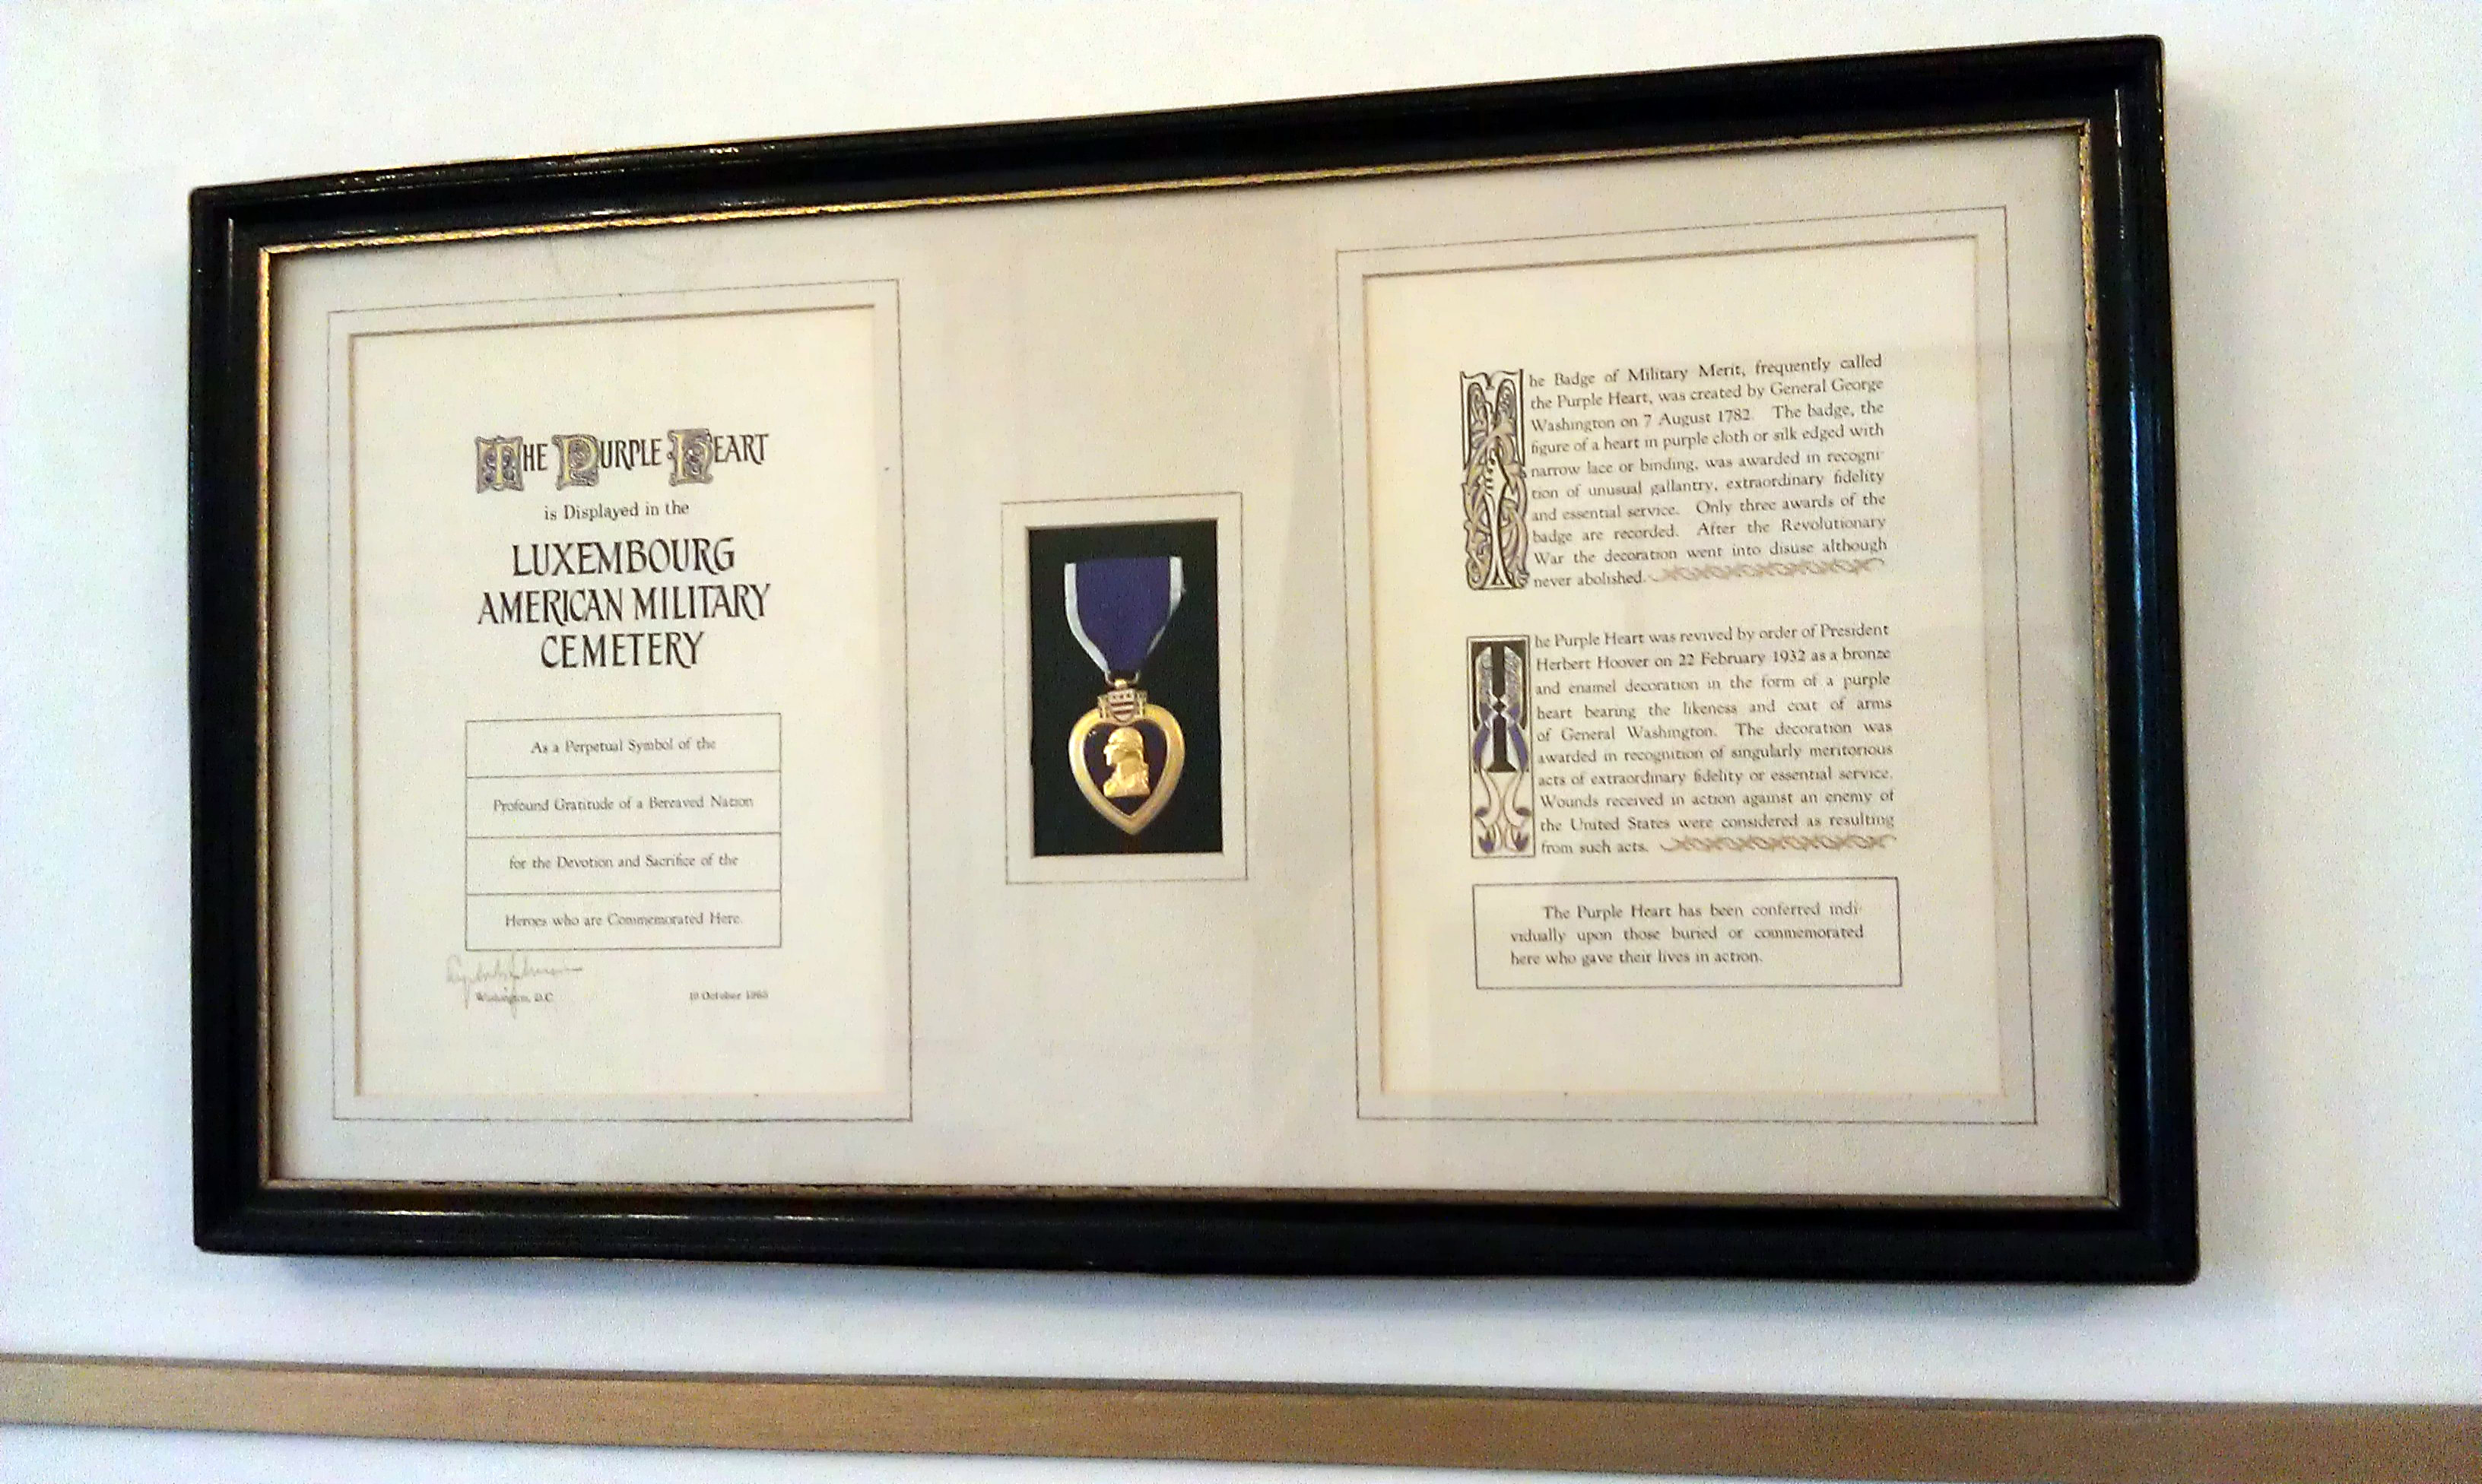 THE PURPLE HEART
is Displayed in the
LUXEMBOURG
AMERICAN MILITARY
CEMETERY
As a Perpetual Symbol of the
Profound Gratitude of a Bereaved Nation
for the Devotion and Sacrifice of the
Heroes who are Commemorated Here.
Washington, D.C. October
The Badge of Military Merit, frequently called
the Purple Heart, was created by General George
Washington on 7 August 1782. The badge, the
figure of a heart in purple cloth or silk edged with
narrow lace or binding, was awarded in recogni-
tion of unusual gallantry, extraordinary fidelity
and essential service. Only three awards of the
badge are recorded. After the Revolutionary
War the decoration went into disuse although
never abolished.
The Purple Heart was revived by order of President
Herbert Hoover on 22 February 1932 as a bronze
and enamel decoration in the form of a purple
heart bearing the likeness and coat of arms
of General Washington. The decoration was
awarded in recognition of singularly meritorious
acts of extraordinary fidelity or essential service.
Wounds received in action against an enemy of
the United States were considered as resulting
from such acts.
The Purple Heart has been conferred indi-
vidually upon those buried or commemorated
here who gave their lives in action.